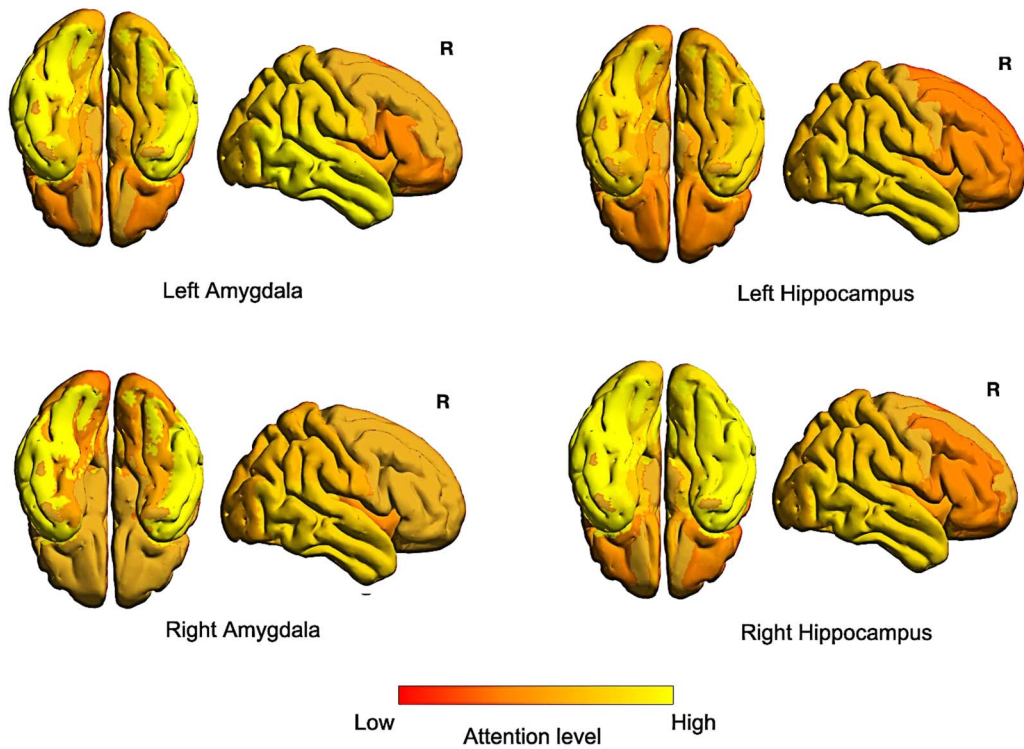 R
R
Left Amygdala
Left Hippocampus
R
R
Right Amygdala
Right Hippocampus
Low
High
Attention level